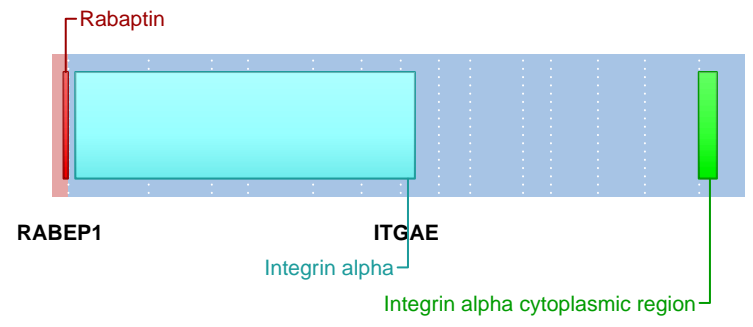 Rabaptin
RABEP1
ITGAE
Integrin alpha
Integrin alpha cytoplasmic region